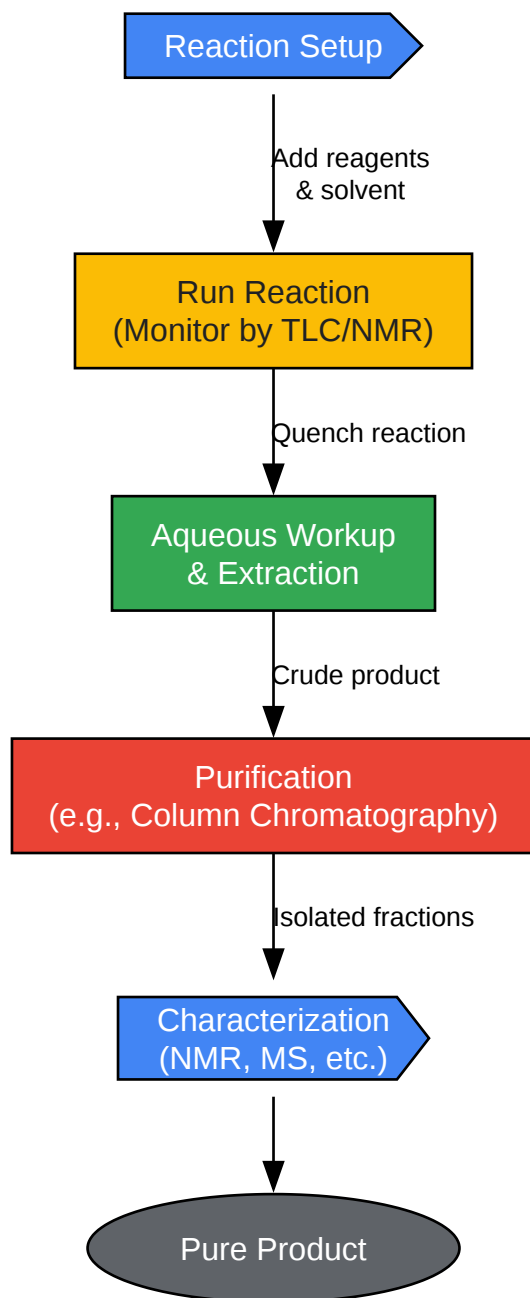 Reaction Setup
Add reagents
& solvent
Run Reaction
(Monitor by TLC/NMR)
Quench reaction
Aqueous Workup
& Extraction
Crude product
Purification
(e.g., Column Chromatography)
Isolated fractions
Characterization
(NMR, MS, etc.)
Pure Product